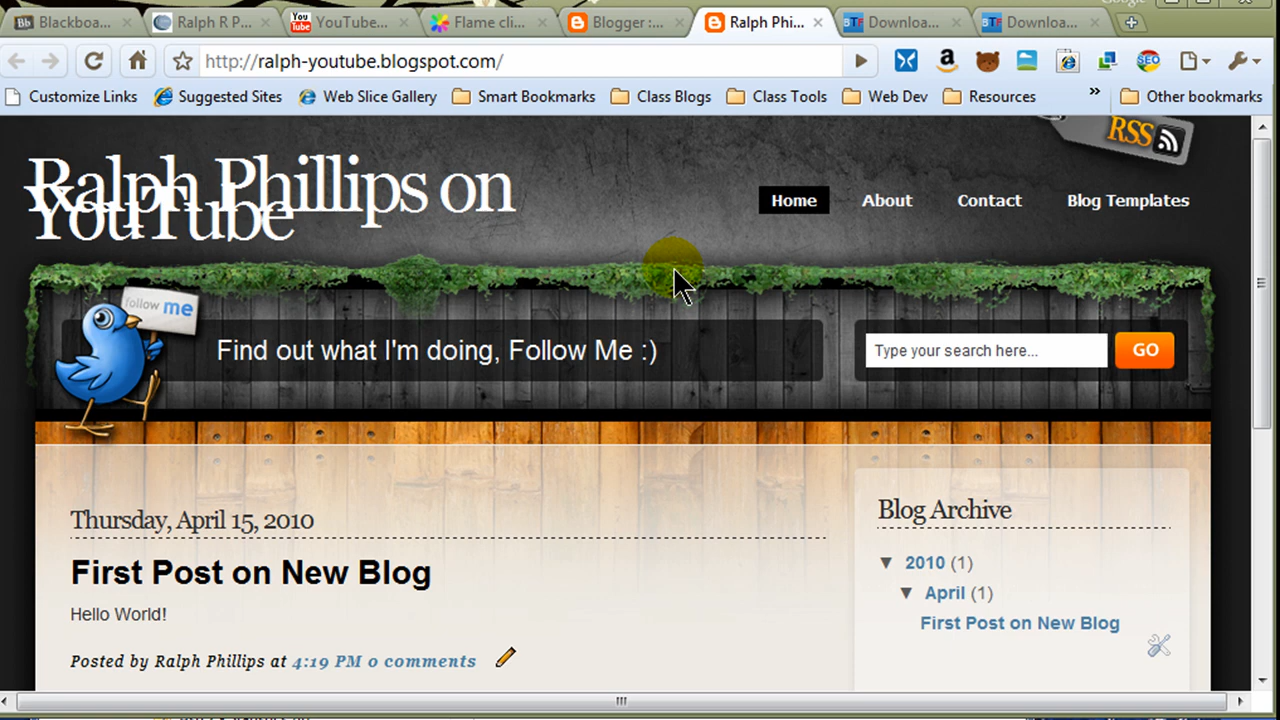 Google
Blackboa...
Ralph R P...
YouTube...
Flame cli...
Blogger :...
Ralph Phi...
Downloa...
Downloa...
http://ralph-youtube.blogspot.com/
SEO
Customize Links
Suggested Sites
Web Slice Gallery
Smart Bookmarks
Class Blogs
Class Tools
Web Dev
Resources
»
Other bookmarks
RSS
Ralph Phillips on
YouTube
Home
About
Contact
Blog Templates
follow me
Find out what I'm doing, Follow Me :)
Type your search here...
GO
Thursday, April 15, 2010
First Post on New Blog
Hello World!
Posted by Ralph Phillips at 4:19 PM 0 comments
Blog Archive
▼ 2010 (1)
▼ April (1)
First Post on New Blog